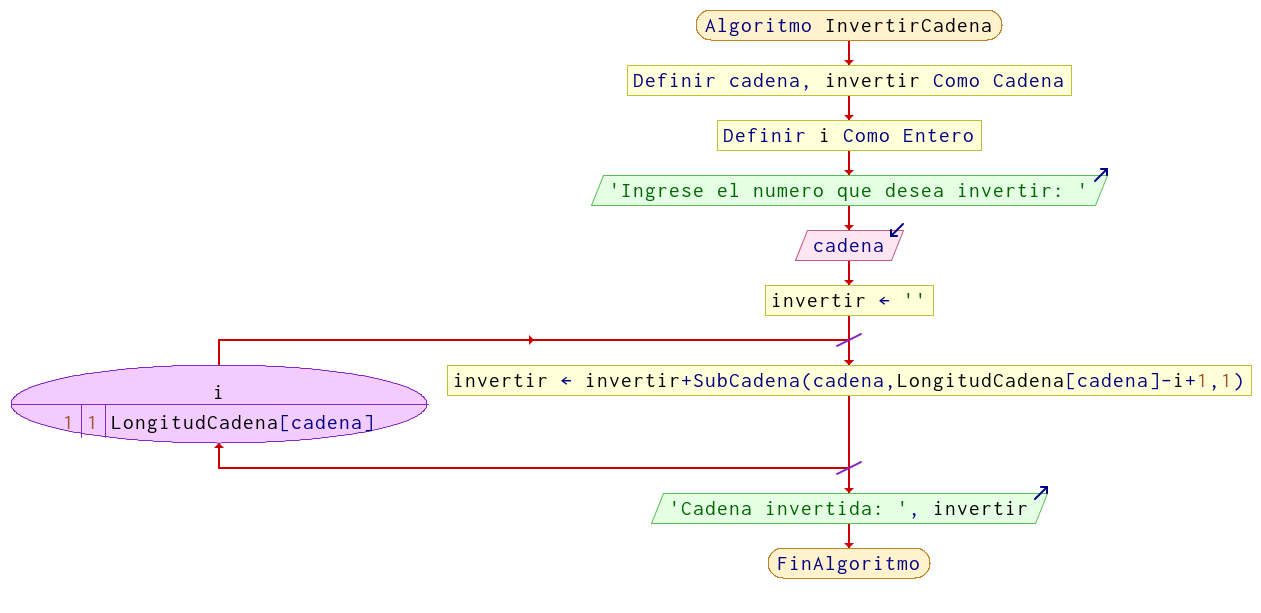 Algoritmo InvertirCadena
Definir cadena, invertir Como Cadena
Definir i Como Entero
'Ingrese el numero que desea invertir: '
cadena
invertir ← ''
i
1 1 LongitudCadena[cadena]
invertir ← invertir+SubCadena(cadena,LongitudCadena[cadena]-i+1,1)
'Cadena invertida: ', invertir
FinAlgoritmo